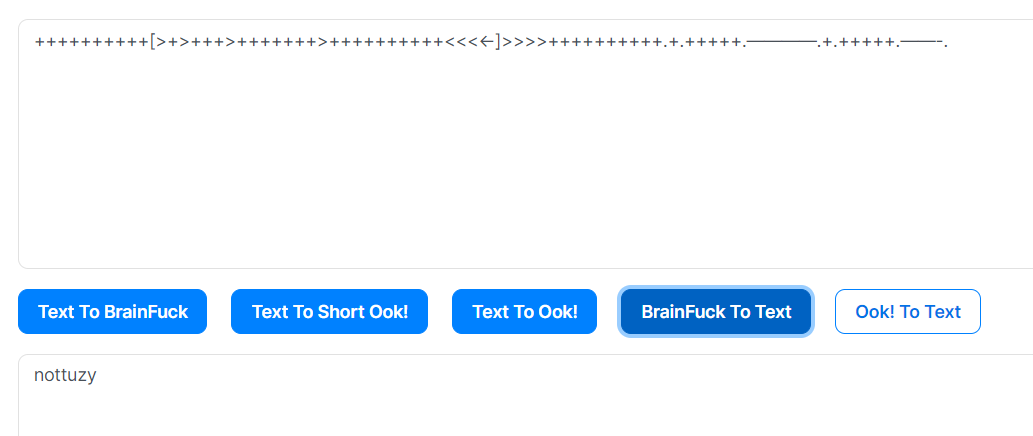 ++++++++++[>+>+++>+++++++>++++++++++<<<←]>>>>++++++++++.+.+++++.————.+.+++++.——-.
Text To BrainFuck Text To Short Ook! Text To Ook! BrainFuck To Text Ook! To Text
nottuzy